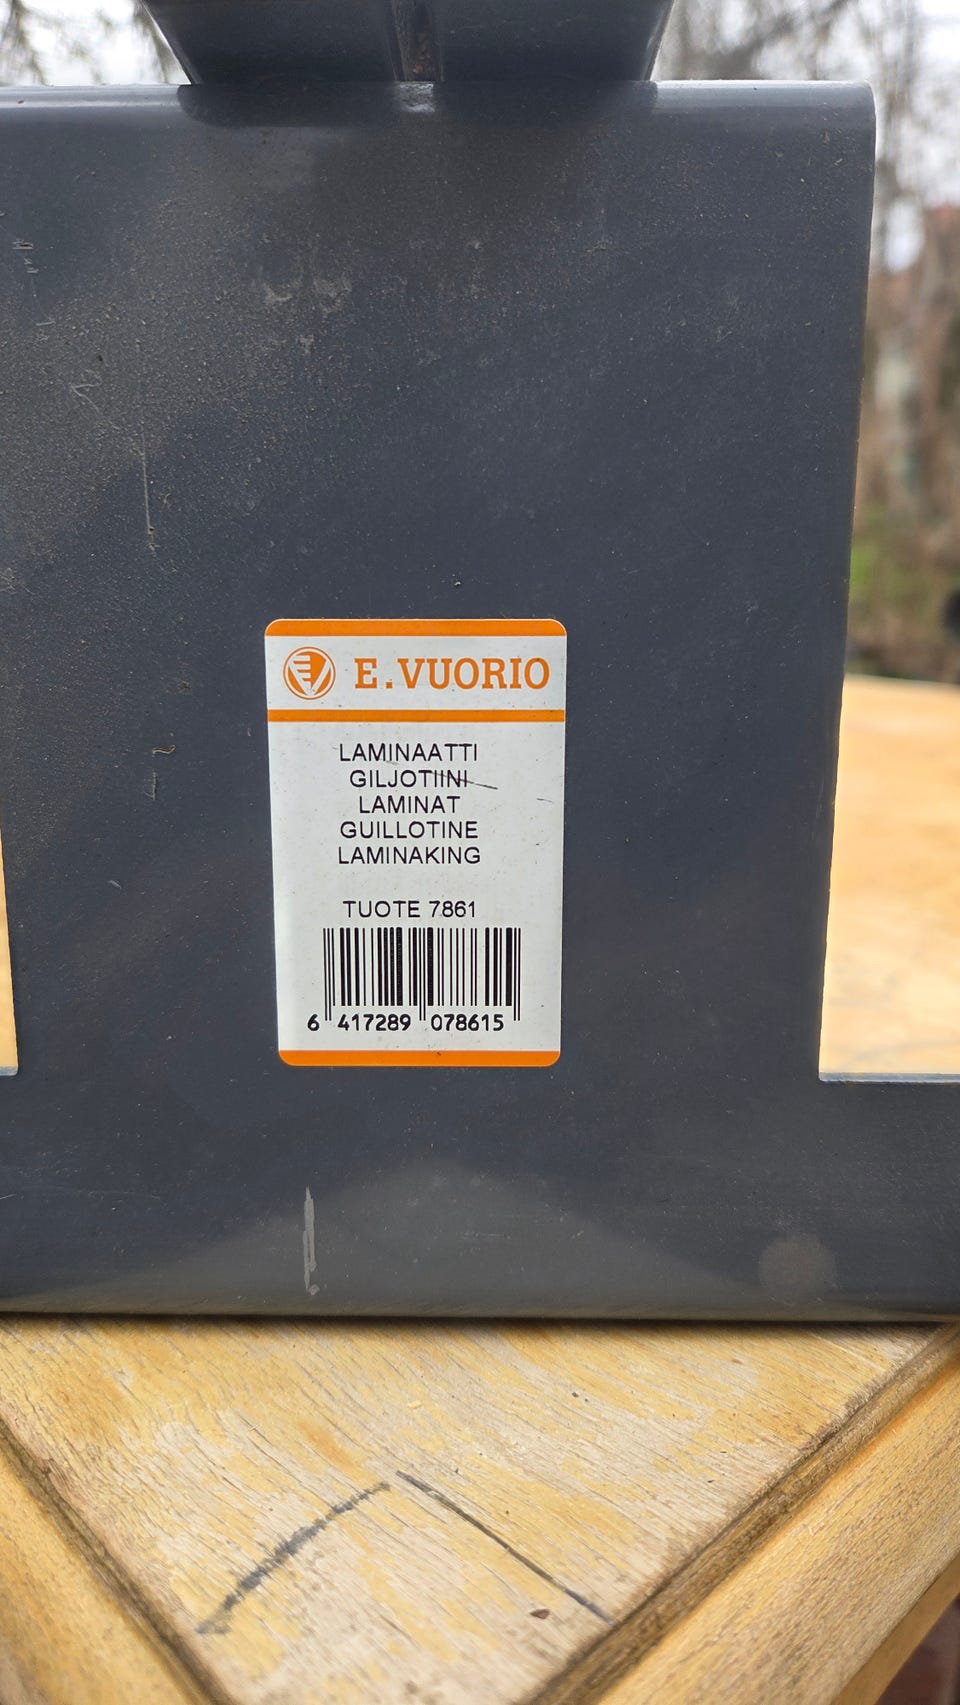 E.VUORIO
LAMINAATTI
GILJOTIINI
LAMINAT
GUILLOTINE
LAMINAKING
TUOTE 7861
6 417289 078615